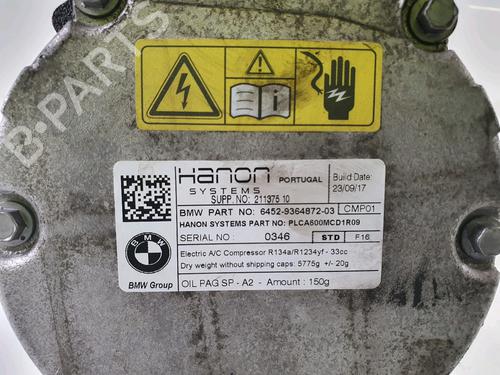 B-PARTS
Hanon
SYSTEMS
PORTUGAL
Build Date:
23/09/17
SUPP. NO: 211375 10
BMW PART NO: 6452-9364872-03 CMP01
HANON SYSTEMS PART NO: PLCA600MCD1R09
SERIAL NO : 0346 STD F16
Electric A/C Compressor R134a/R1234yf - 33cc
Dry weight without shipping caps: 5775g +/- 20g
OIL PAG SP - A2 - Amount : 150g
BMW
BMW Group